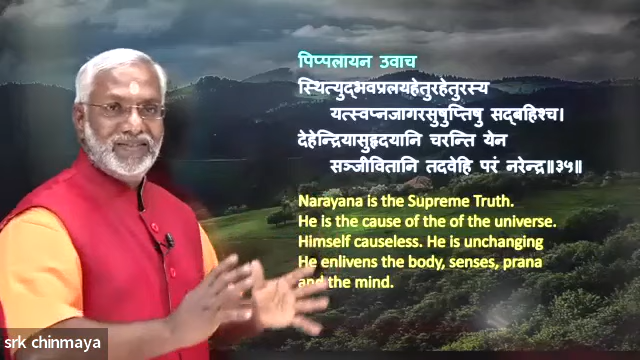 पिप्पलायन उवाच
स्थित्युद्भवप्रलयहेतुरहेतुरस्य
यत्स्वप्नजागरसुषुप्तिषु सद्बहिश्च।
देहेन्द्रियासुहृदयानि चरन्ति येन
सञ्जीवितानि तदवेहि परं नरेन्द्र॥३५॥
Narayana is the Supreme Truth.
He is the cause of the of the universe.
Himself causeless. He is unchanging
He enlivens the body, senses, prana
and the mind.
srk chinmaya